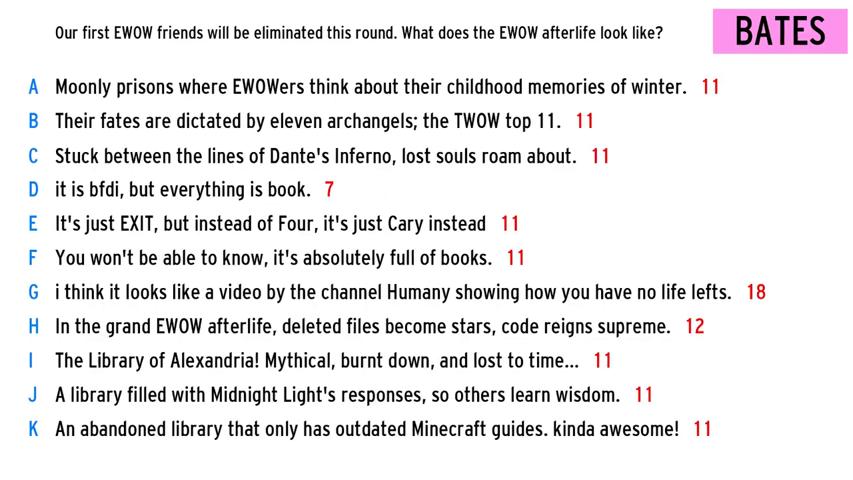 Our first EWOW friends will be eliminated this round. What does the EWOW afterlife look like?
BATES
A Moonly prisons where EWOWers think about their childhood memories of winter. 11
B Their fates are dictated by eleven archangels; the TWOW top 11. 11
C Stuck between the lines of Dante's Inferno, lost souls roam about. 11
D it is bfdi, but everything is book. 7
E It's just EXIT, but instead of Four, it's just Cary instead 11
F You won't be able to know, it's absolutely full of books. 11
G i think it looks like a video by the channel Humany showing how you have no life lefts. 18
H In the grand EWOW afterlife, deleted files become stars, code reigns supreme. 12
I The Library of Alexandria! Mythical, burnt down, and lost to time... 11
J A library filled with Midnight Light's responses, so others learn wisdom. 11
K An abandoned library that only has outdated Minecraft guides. kinda awesome! 11